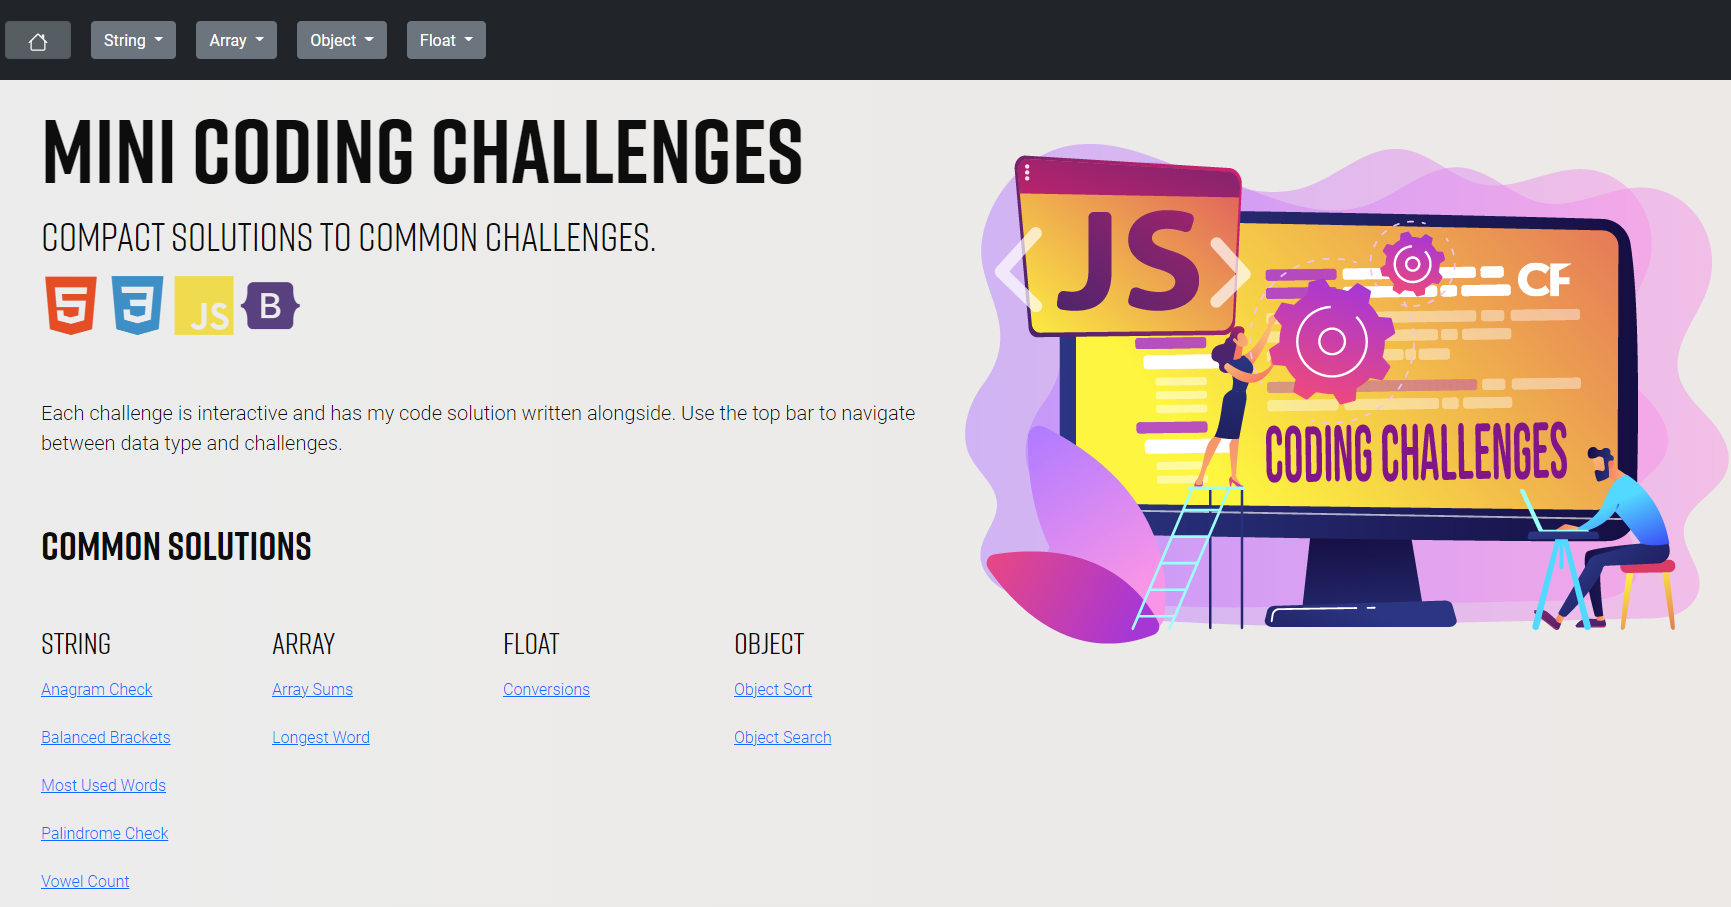 String
Array
Object
Float
MINI CODING CHALLENGES
COMPACT SOLUTIONS TO COMMON CHALLENGES.
5
3
JS
B
Each challenge is interactive and has my code solution written alongside. Use the top bar to navigate
between data type and challenges.
COMMON SOLUTIONS
STRING
Anagram Check
Balanced Brackets
Most Used Words
Palindrome Check
Vowel Count
ARRAY
Array Sums
Longest Word
FLOAT
Conversions
OBJECT
Object Sort
Object Search
JS
CF
CODING CHALLENGES